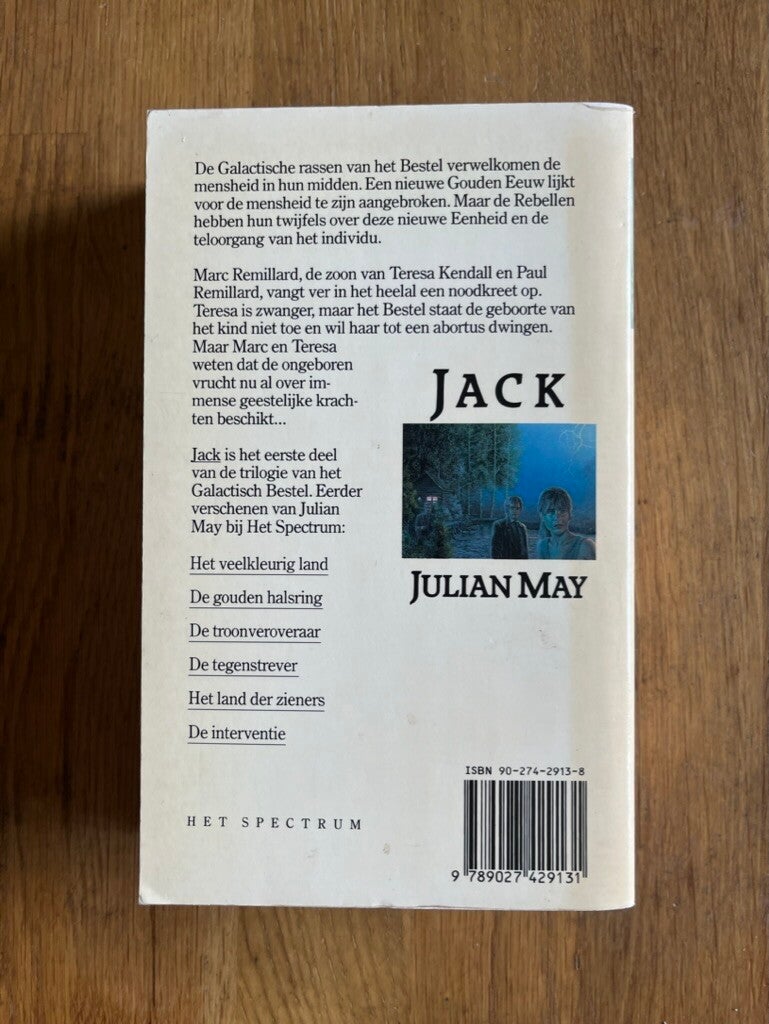 De Galactische rassen van het Bestel verwelkomen de
mensheid in hun midden. Een nieuwe Gouden Eeuw lijkt
voor de mensheid te zijn aangebroken. Maar de Rebellen
hebben hun twijfels over deze nieuwe Eenheid en de
teloorgang van het individu.
Marc Remillard, de zoon van Teresa Kendall en Paul
Remillard, vangt ver in het heelal een noodkreet op.
Teresa is zwanger, maar het Bestel staat de geboorte van
het kind niet toe en wil haar tot een abortus dwingen.
Maar Marc en Teresa
weten dat de ongeboren
vrucht nu al over im-
mense geestelijke krach-
ten beschikt...
Jack is het eerste deel
van de trilogie van het
Galactisch Bestel. Eerder
verschenen van Julian
May bij Het Spectrum:
Het veelkleurig land
De gouden halsring
De troonveroveraar
De tegenstrever
Het land der zieners
De interventie
HET SPECTRUM
JACK
JULIAN MAY
ISBN 90-274-2913-8
9 789027 429131